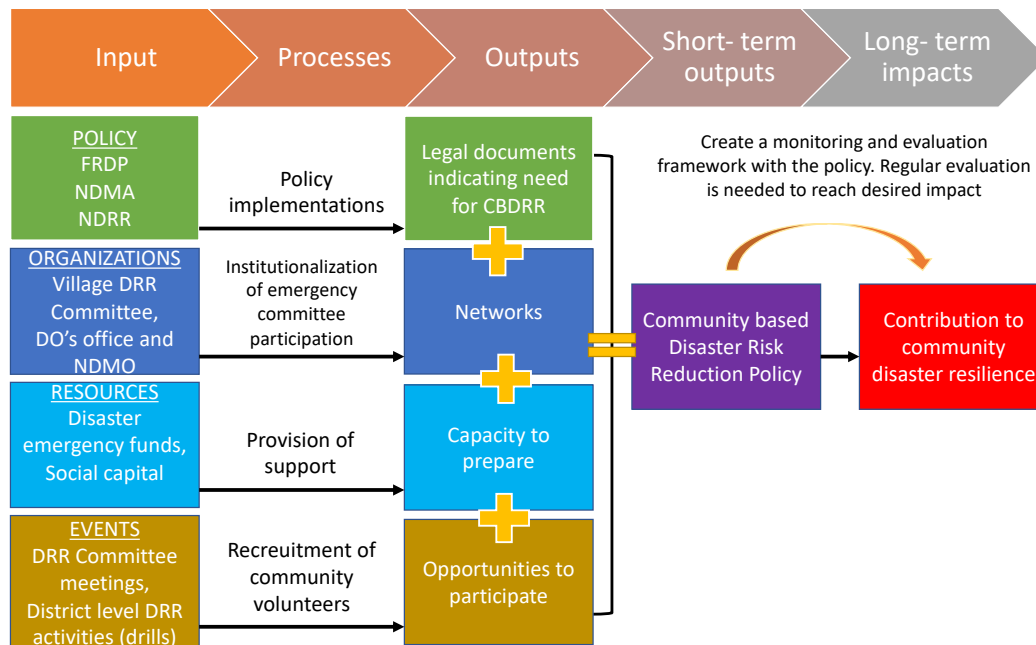 Input
Processes
Outputs
Short- term
outputs
Long- term
impacts
POLICY
FRDP
NDMA
NDRR
Policy
implementations
Legal documents
indicating need
for CBDRR
Create a monitoring and evaluation
framework with the policy. Regular evaluation
is needed to reach desired impact
ORGANIZATIONS
Village DRR
Committee,
DO's office and
NDMO
Institutionalization
of emergency
committee
participation
Networks
Community based
Disaster Risk
Reduction Policy
Contribution to
community
disaster resilience
RESOURCES
Disaster
emergency funds,
Social capital
Provision of
support
Capacity to
prepare
EVENTS
DRR Committee
meetings,
District level DRR
activities (drills)
Recreuitment of
community
volunteers
Opportunities to
participate